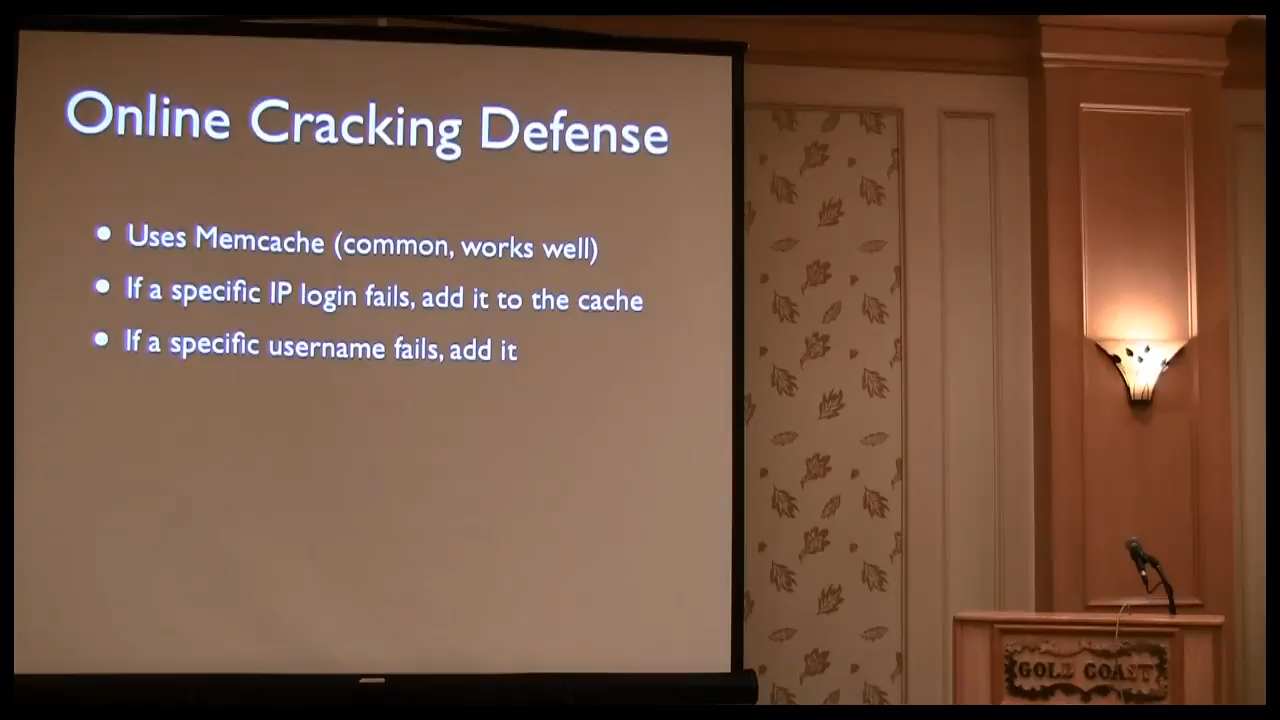 Online Cracking Defense
• Uses Memcache (common, works well)
• If a specific IP login fails, add it to the cache
• If a specific username fails, add it
GOLD COAST